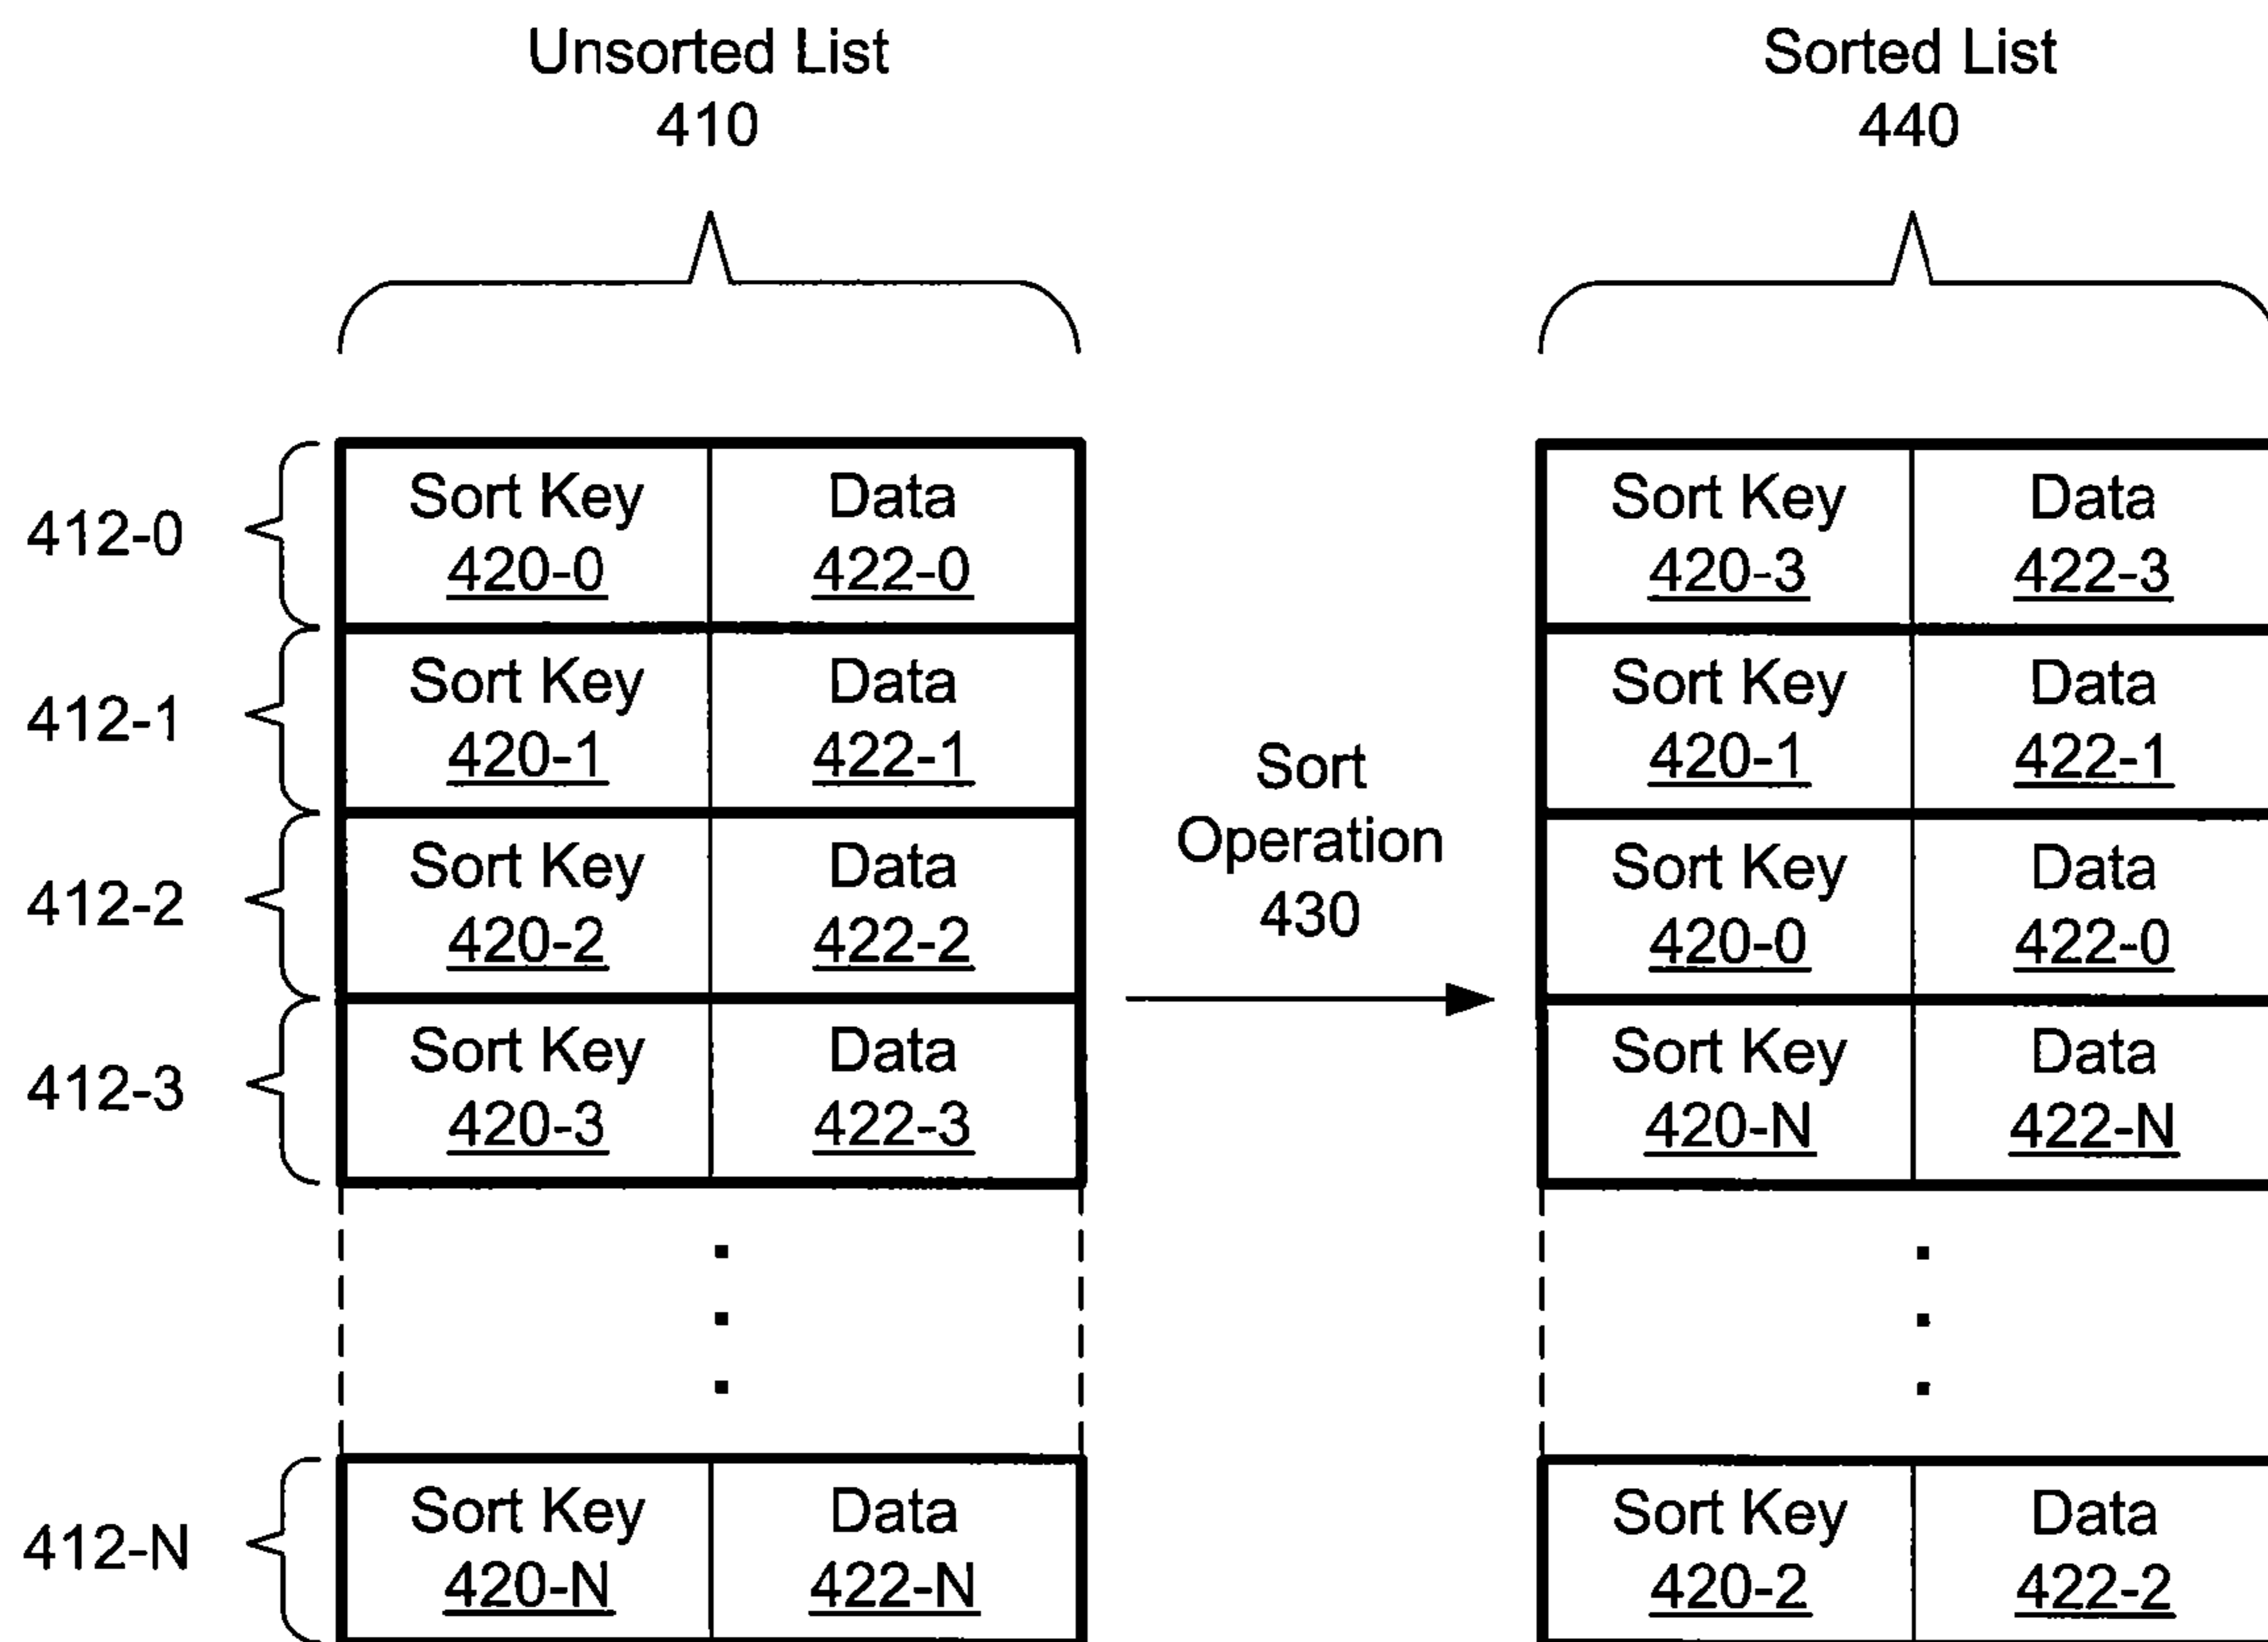 Unsorted List
410
Sorted List
440
412-0
Sort Key
420-0
Data
422-0
412-1
Sort Key
420-1
Data
422-1
412-2
Sort Key
420-2
Data
422-2
412-3
Sort Key
420-3
Data
422-3
412-N
Sort Key
420-N
Data
422-N
Sort
Operation
430
Sort Key
420-3
Data
422-3
Sort Key
420-1
Data
422-1
Sort Key
420-0
Data
422-0
Sort Key
420-N
Data
422-N
Sort Key
420-2
Data
422-2